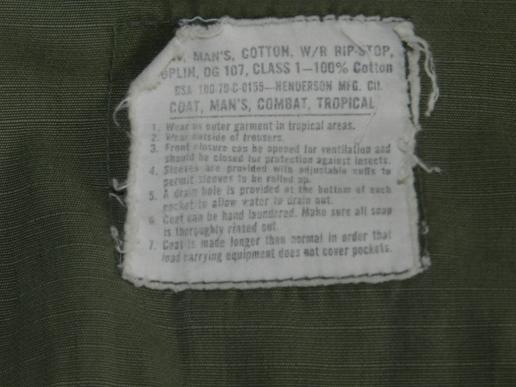 MAN'S, COTTON, W/R RIP-STOP,
OPLIN, OG 107, CLASS 1—100% Cotton
DSA 100-70-C-0155—HENDERSON MFG. CO.
COAT, MAN'S, COMBAT, TROPICAL
1. Wear as outer garment in tropical areas.
2. Wear outside of trousers.
3. Front closure can be opened for ventilation and
should be closed for protection against insects.
4. Sleeves are provided with adjustable cuffs to
permit sleeves to be rolled up.
5. A drain hole is provided at the bottom of each
pocket to allow water to drain out.
6. Coat can be hand laundered. Make sure all soap
is thoroughly rinsed out.
7. Coat is made longer than normal in order that
load carrying equipment does not cover pockets.